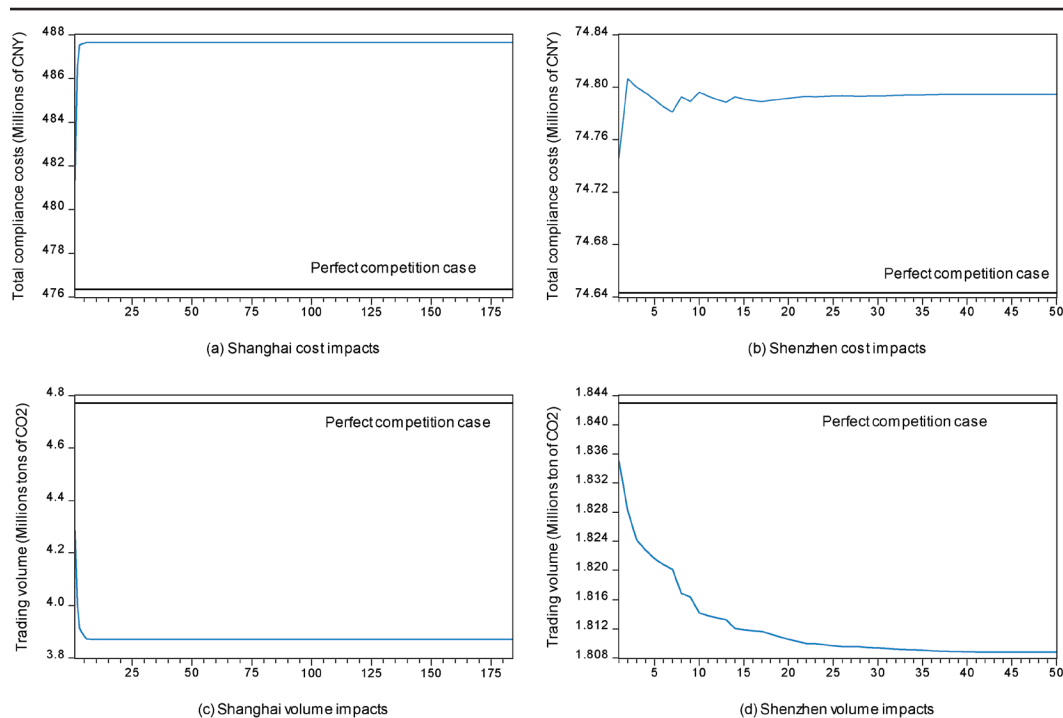 Total compliance costs (Millions of CNY)
488
486
484
482
480
478
476
Perfect competition case
25 50 75 100 125 150 175
(a) Shanghai cost impacts
Total compliance costs (Millions of CNY)
74.84
74.80
74.76
74.72
74.68
74.64
Perfect competition case
5 10 15 20 25 30 35 40 45 50
(b) Shenzhen cost impacts
Trading volume (Millions tons of CO2)
4.8
4.6
4.4
4.2
4.0
3.8
Perfect competition case
25 50 75 100 125 150 175
(c) Shanghai volume impacts
Trading volume (Millions ton of CO2)
1.844
1.840
1.836
1.832
1.828
1.824
1.820
1.816
1.812
1.808
Perfect competition case
5 10 15 20 25 30 35 40 45 50
(d) Shenzhen volume impacts